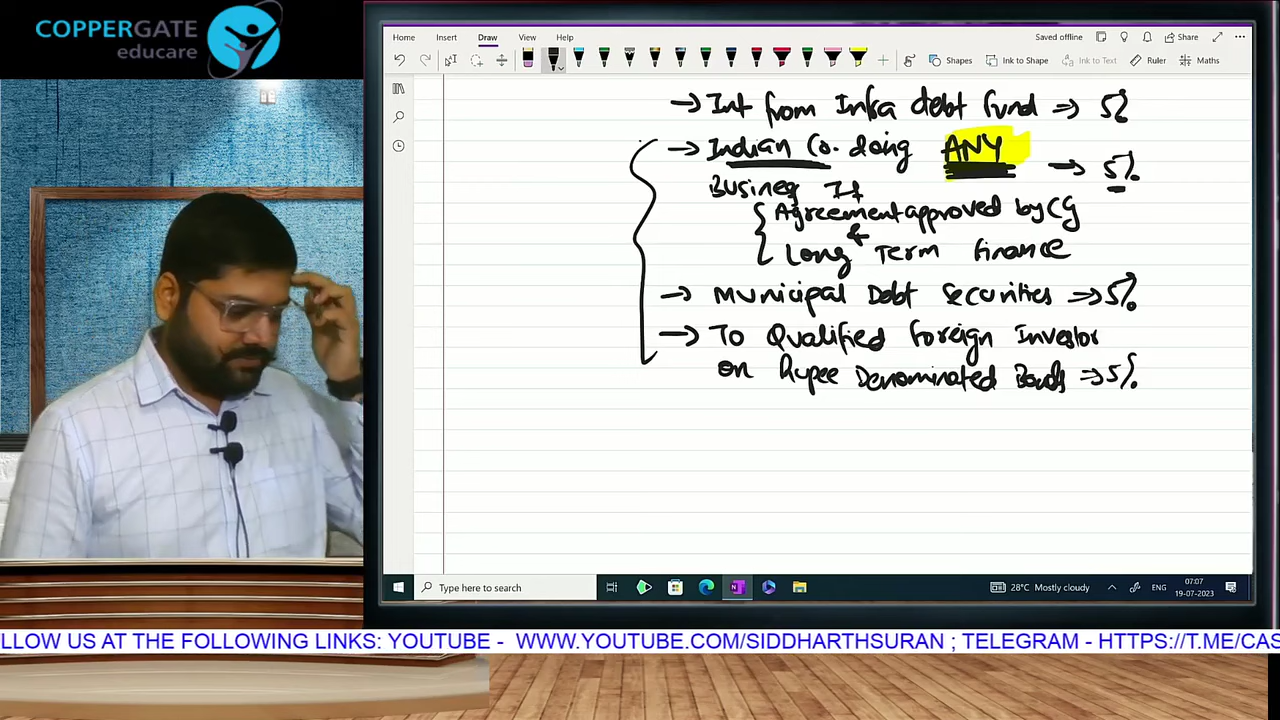 COPPERGATE
educare
Home Insert Draw View Help
Saved offline
Share
Shapes
Ink to Shape
Ink to Text
Ruler
Maths
→ Int from Infra debt fund ⇒ 5%
→ Indian Co. doing ANY → 5%
Business If
Agreement approved by CG
&
Long Term finance
→ Municipal Debt Securities ⇒ 5%
→ To Qualified foreign Investor
on Rupee Denominated Bonds ⇒ 5%
Type here to search
28°C Mostly cloudy
ENG
07:07
19-07-2023
LLOW US AT THE FOLLOWING LINKS: YOUTUBE - WWW.YOUTUBE.COM/SIDDHARTHSURAN ; TELEGRAM - HTTPS://T.ME/CAS